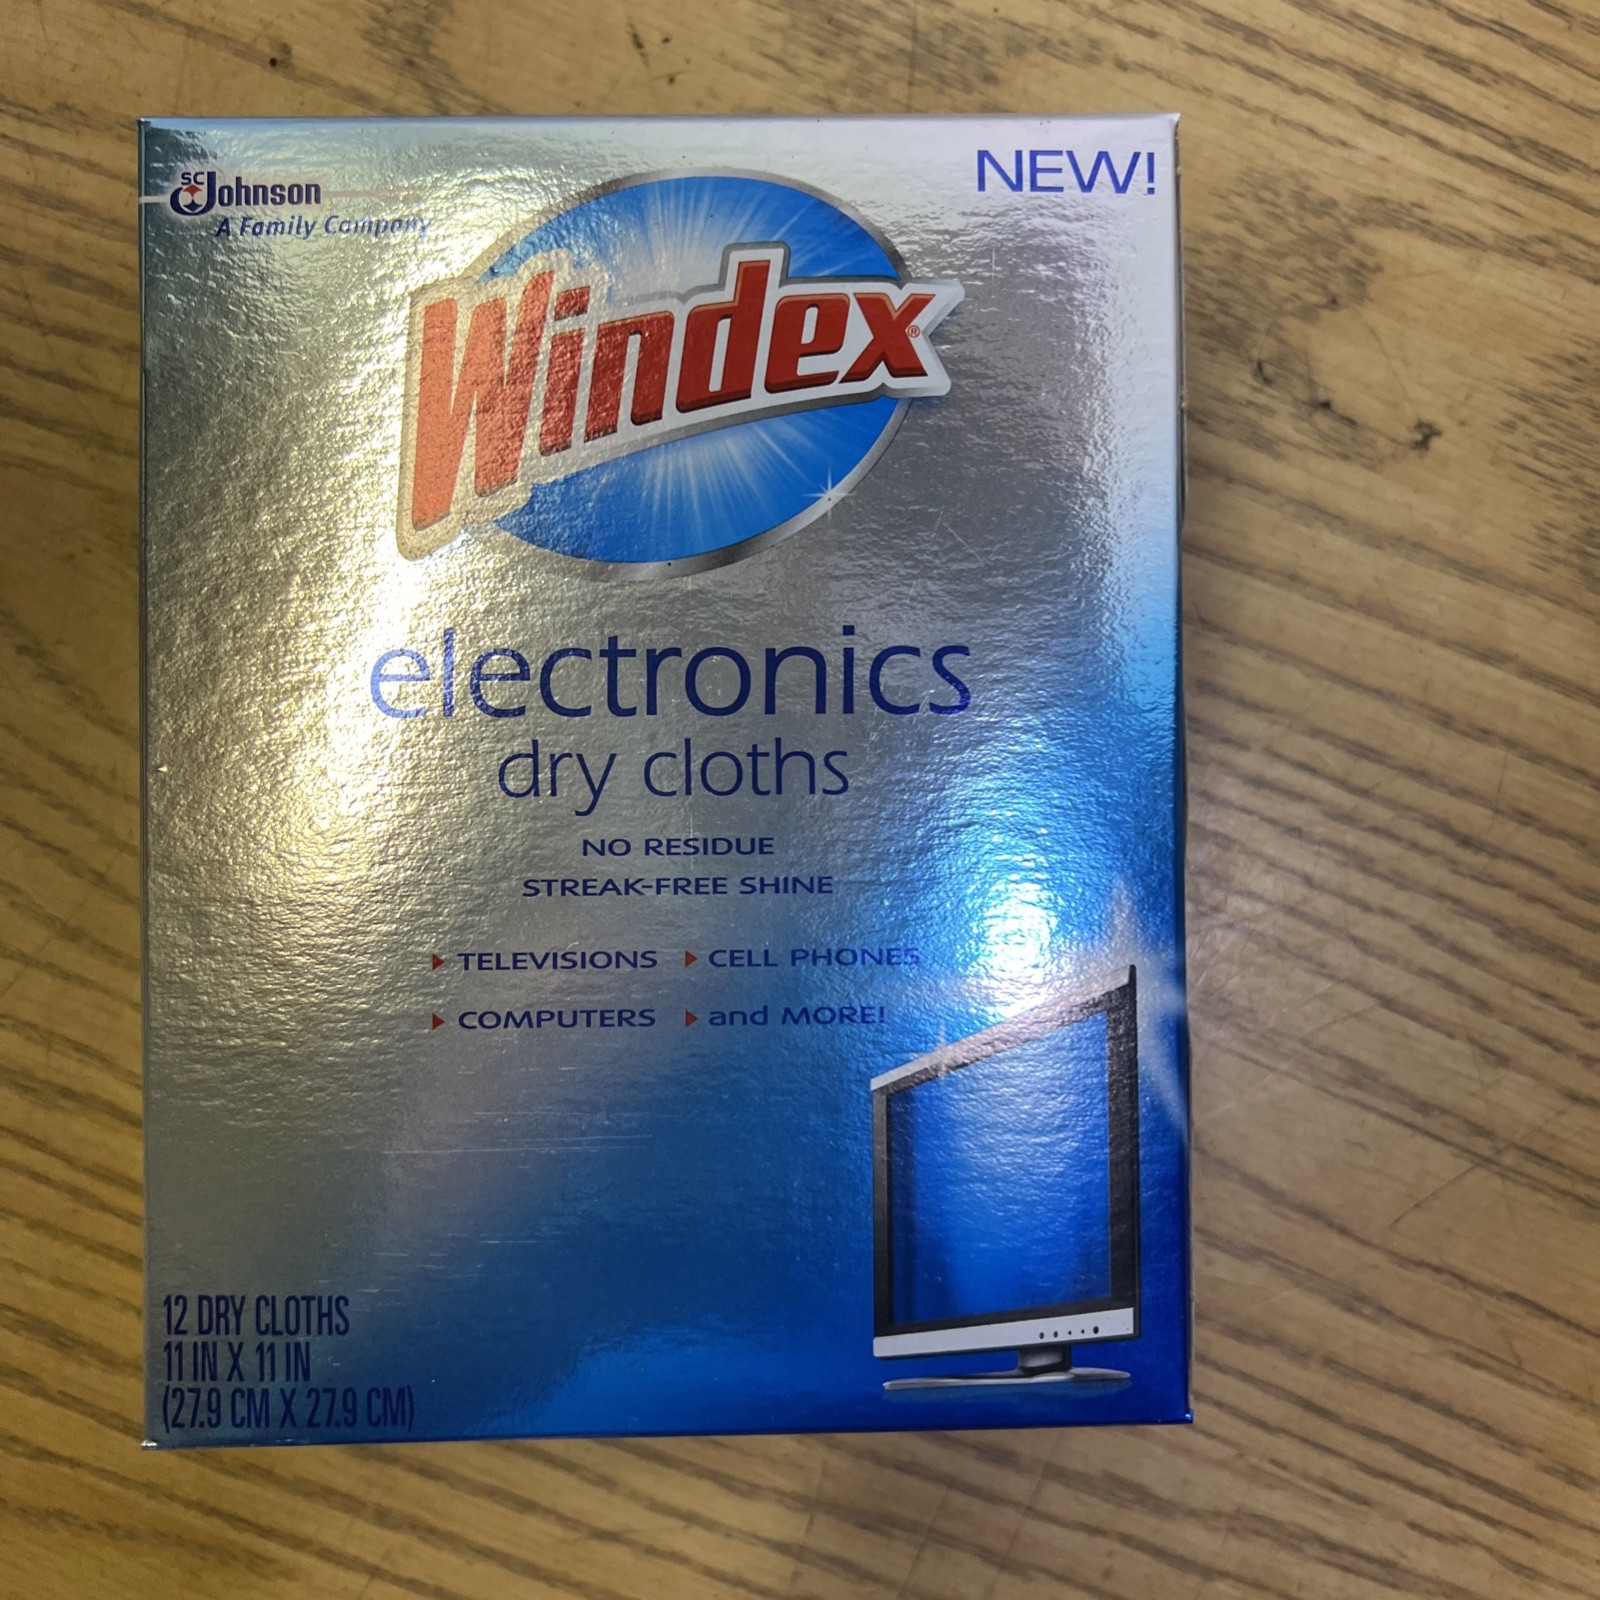 SC Johnson
A Family Company
NEW!
Windex®
electronics
dry cloths
NO RESIDUE
STREAK-FREE SHINE
TELEVISIONS CELL PHONES
COMPUTERS and MORE!
12 DRY CLOTHS
11 IN X 11 IN
(27.9 CM X 27.9 CM)